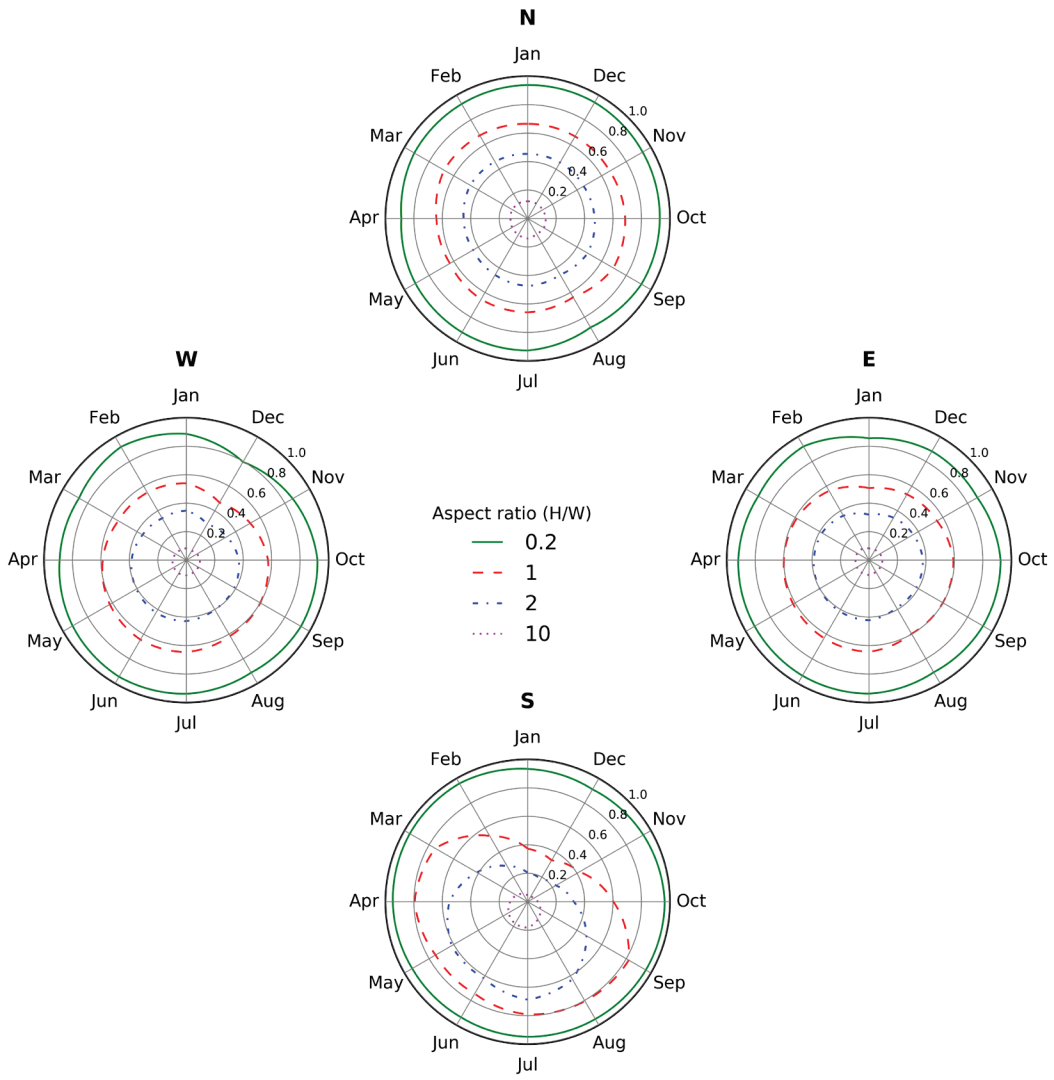 N
Jan
Feb Dec
1.0
Mar 0.8 Nov
0.6
0.4
0.2
Apr Oct
May Sep
Jun Aug
Jul
W
Jan
Feb Dec
1.0
Mar 0.8 Nov
0.6
0.4
0.2
Apr Oct
May Sep
Jun Aug
Jul
E
Jan
Feb Dec
1.0
Mar 0.8 Nov
0.6
0.4
0.2
Apr Oct
May Sep
Jun Aug
Jul
Aspect ratio (H/W)
0.2
1
2
10
S
Jan
Feb Dec
1.0
Mar 0.8 Nov
0.6
0.4
0.2
Apr Oct
May Sep
Jun Aug
Jul